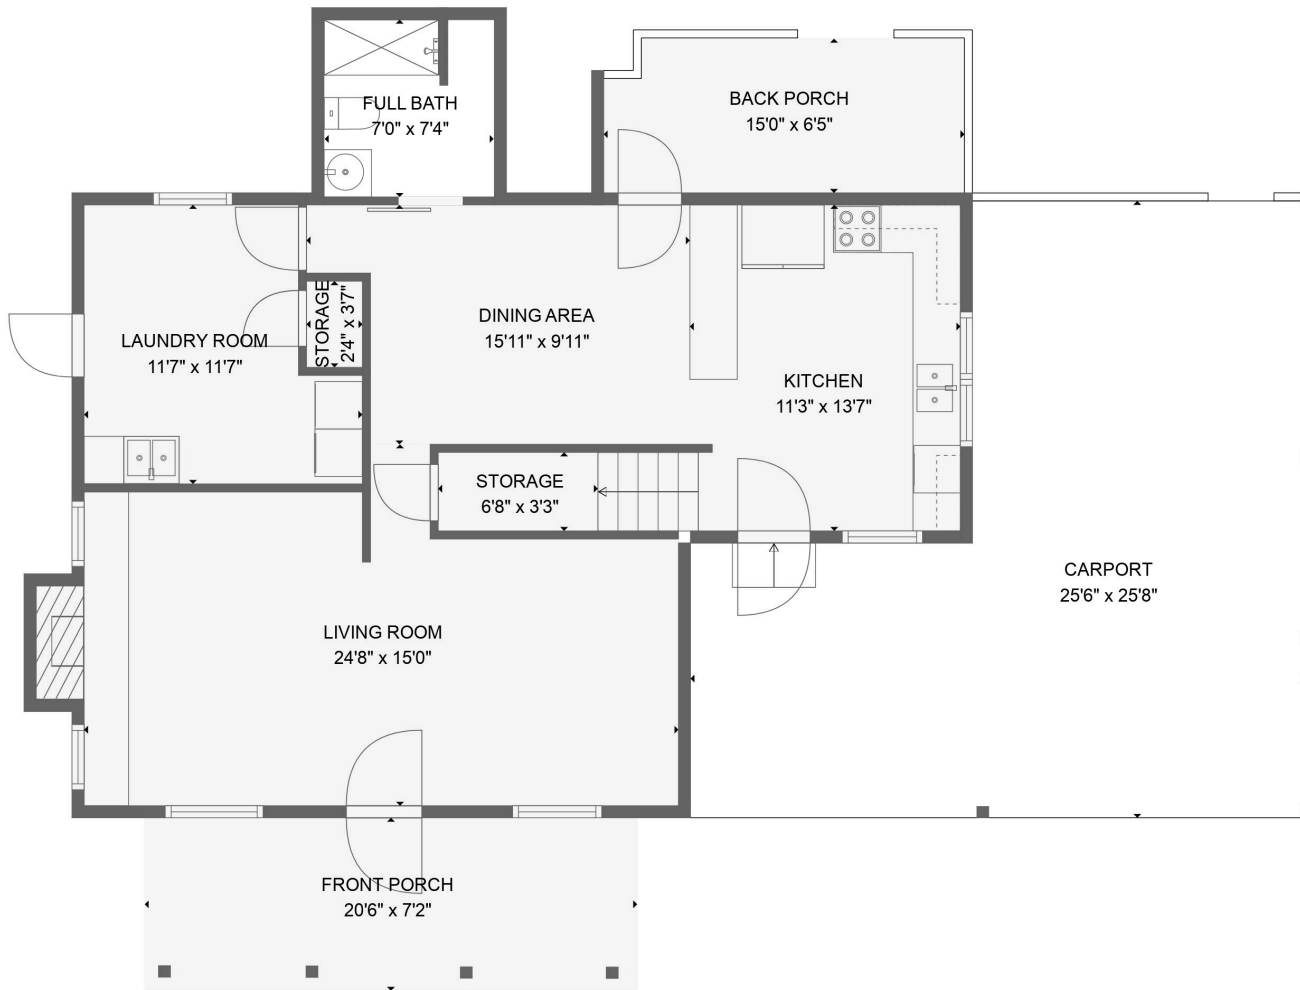 FULL BATH
7'0" x 7'4"
BACK PORCH
15'0" x 6'5"
LAUNDRY ROOM
11'7" x 11'7"
STORAGE
2'4" x 3'7"
DINING AREA
15'11" x 9'11"
KITCHEN
11'3" x 13'7"
STORAGE
6'8" x 3'3"
CARPORT
25'6" x 25'8"
LIVING ROOM
24'8" x 15'0"
FRONT PORCH
20'6" x 7'2"